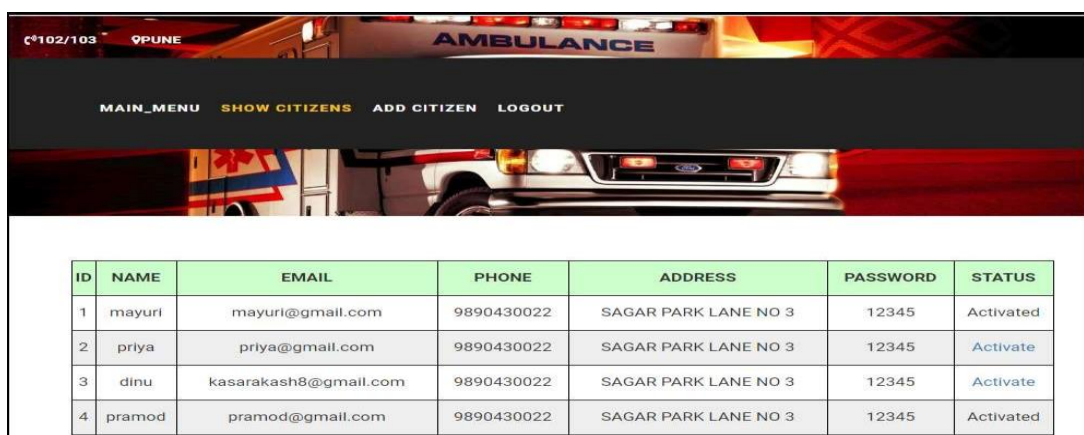 102/103 PUNE
AMBULANCE
MAIN_MENU SHOW CITIZENS ADD CITIZEN LOGOUT
Ford
ID NAME EMAIL PHONE ADDRESS PASSWORD STATUS
1 mayuri mayuri@gmail.com 9890430022 SAGAR PARK LANE NO 3 12345 Activated
2 priya priya@gmail.com 9890430022 SAGAR PARK LANE NO 3 12345 Activate
3 dinu kasarakash8@gmail.com 9890430022 SAGAR PARK LANE NO 3 12345 Activate
4 pramod pramod@gmail.com 9890430022 SAGAR PARK LANE NO 3 12345 Activated